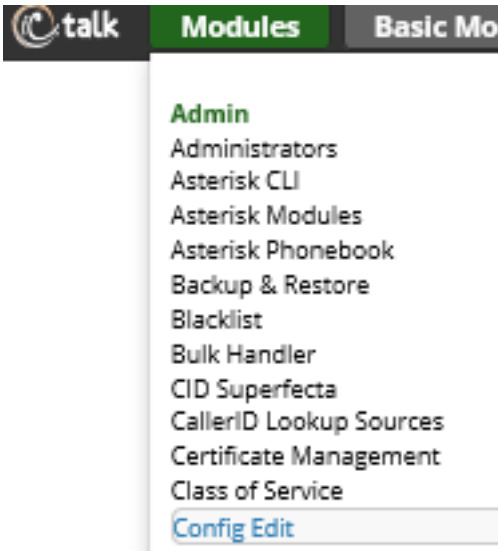 iCtalk Modules Basic Mo
Admin
Administrators
Asterisk CLI
Asterisk Modules
Asterisk Phonebook
Backup & Restore
Blacklist
Bulk Handler
CID Superfecta
CallerID Lookup Sources
Certificate Management
Class of Service
Config Edit